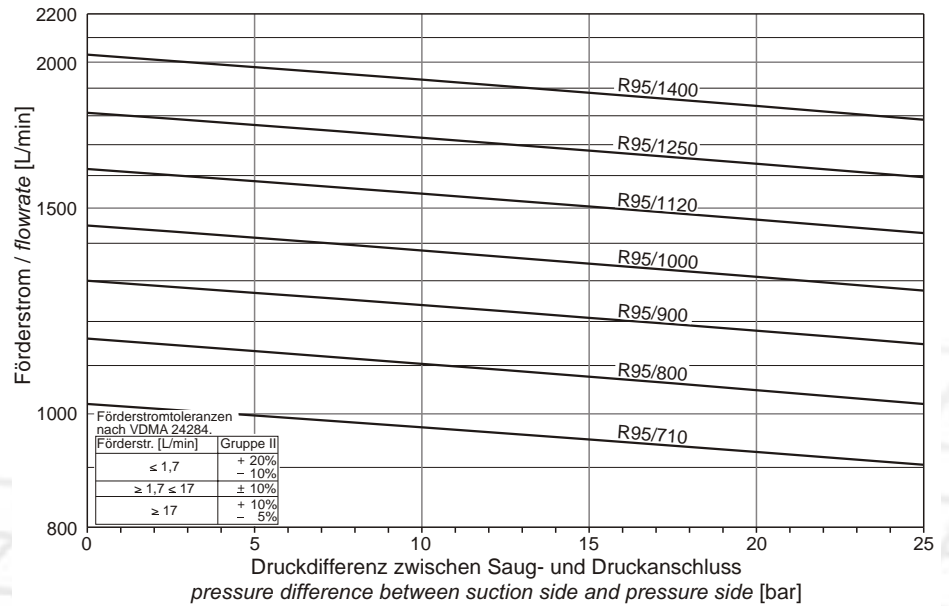 2200
2000
1500
1000
800
Förderstrom / flowrate [L/min]
R95/1400
R95/1250
R95/1120
R95/1000
R95/900
R95/800
R95/710
Förderstromtoleranzen
nach VDMA 24284.
Förderstr. [L/min] Gruppe II
≤ 1,7 + 20%
– 10%
≥ 1,7 ≤ 17 ± 10%
≥ 17 + 10%
– 5%
0 5 10 15 20 25
Druckdifferenz zwischen Saug- und Druckanschluss
pressure difference between suction side and pressure side [bar]